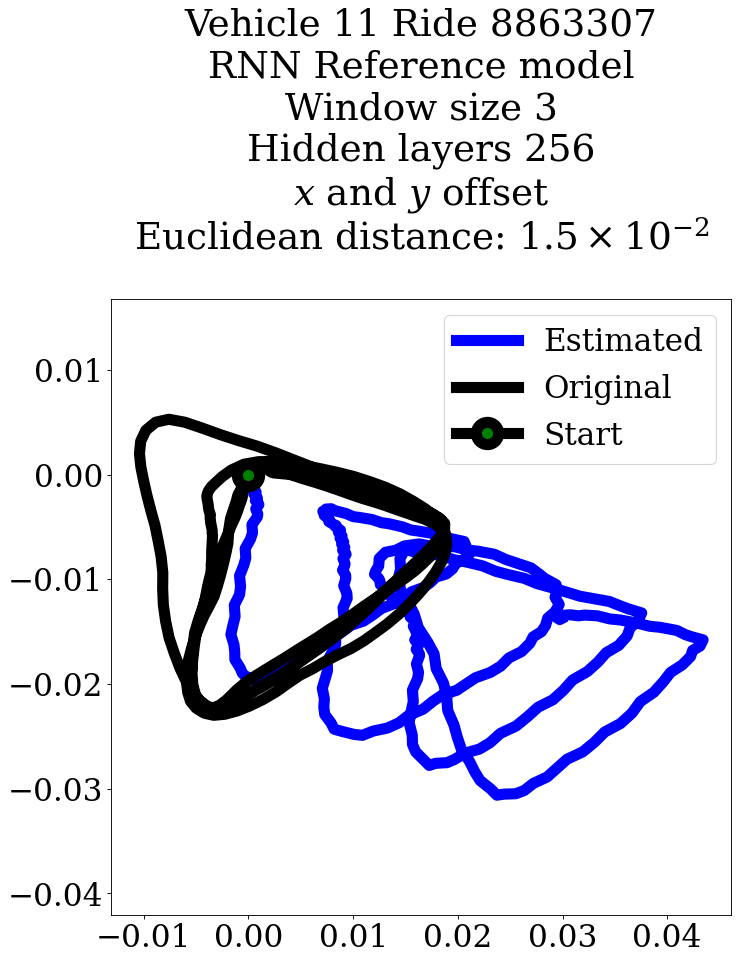 Vehicle 11 Ride 8863307
RNN Reference model
Window size 3
Hidden layers 256
x and y offset
Euclidean distance: 1.5 × 10⁻²
Estimated
Original
Start
0.01
0.00
−0.01
−0.02
−0.03
−0.04
−0.01 0.00 0.01 0.02 0.03 0.04